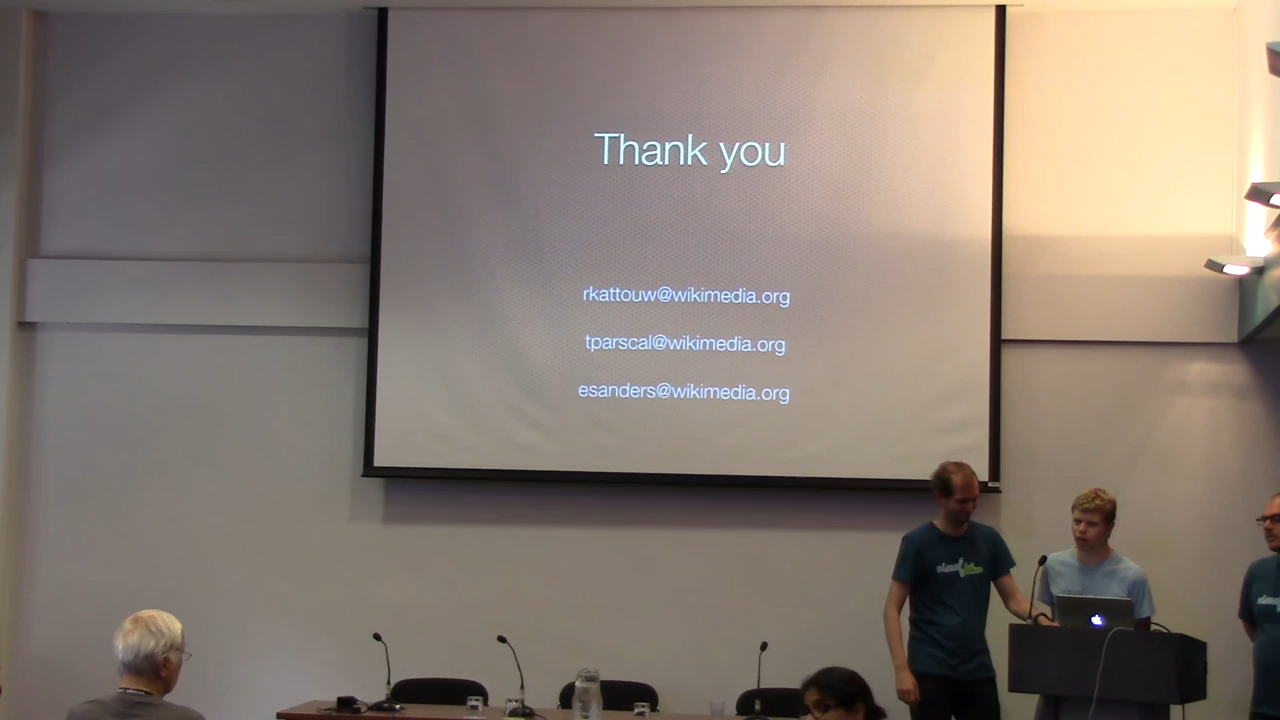 Thank you
rkattouw@wikimedia.org
tparscal@wikimedia.org
esanders@wikimedia.org